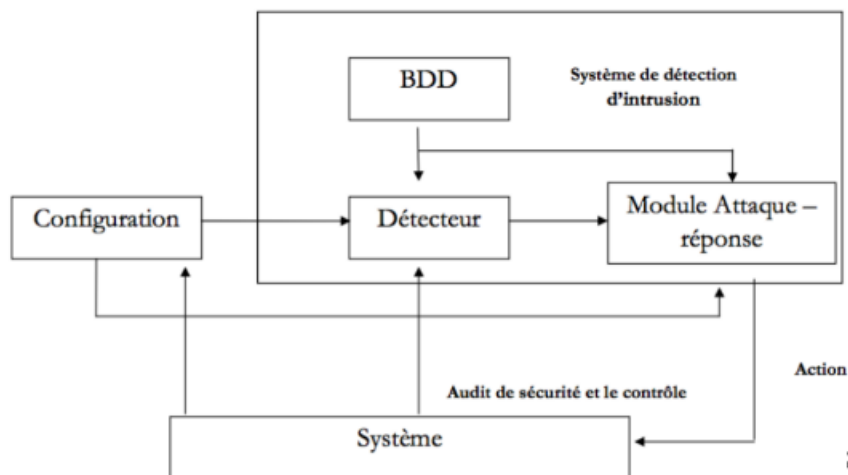 BDD
Système de détection
d'intrusion
Configuration
Détecteur
Module Attaque –
réponse
Action
Audit de sécurité et le contrôle
Système